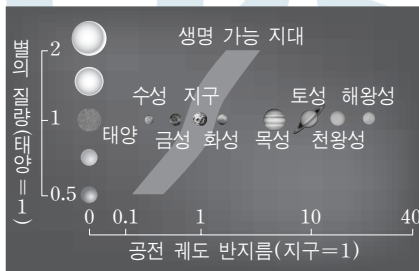 생명 가능 지대
별의 질량(태양=1)
2
1
0.5
수성
지구
토성
해왕성
태양
금성
화성
목성
천왕성
0 0.1 1 10 40
공전 궤도 반지름(지구=1)